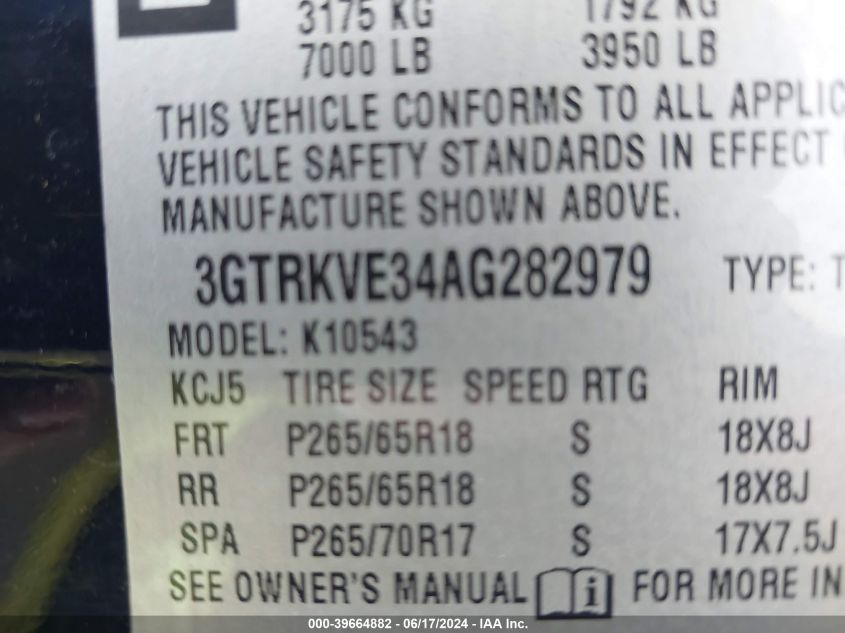 3175 KG 1792 KG
7000 LB 3950 LB
THIS VEHICLE CONFORMS TO ALL APPLIC
VEHICLE SAFETY STANDARDS IN EFFECT
MANUFACTURE SHOWN ABOVE.
3GTRKVE34AG282979 TYPE: T
MODEL: K10543
KCJ5 TIRE SIZE SPEED RTG RIM
FRT P265/65R18 S 18X8J
RR P265/65R18 S 18X8J
SPA P265/70R17 S 17X7.5J
SEE OWNER'S MANUAL i FOR MORE IN
000-39664882 - 06/17/2024 - IAA Inc.